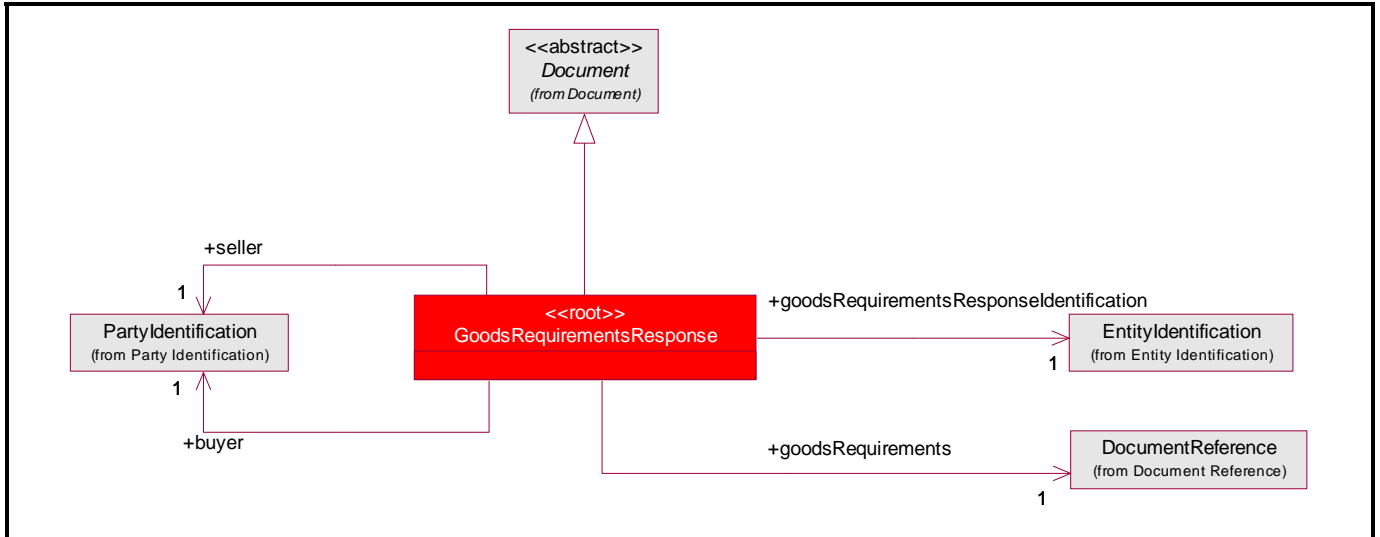 <<abstract>>
Document
(from Document)
+seller
1
PartyIdentification
(from Party Identification)
1
+buyer
<<root>>
GoodsRequirementsResponse
+goodsRequirementsResponseIdentification
1
EntityIdentification
(from Entity Identification)
+goodsRequirements
1
DocumentReference
(from Document Reference)